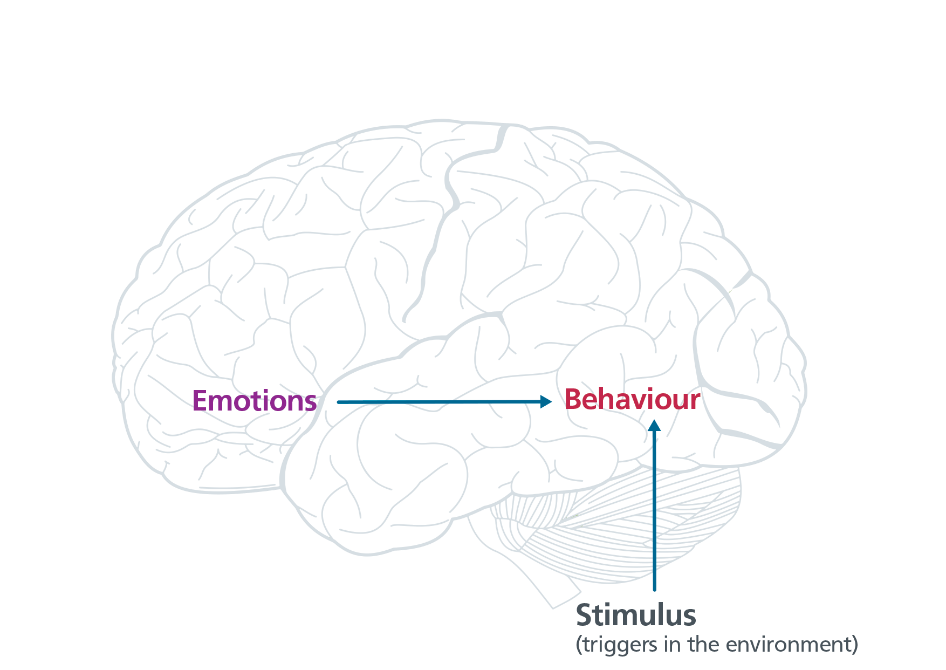 Emotions
Behaviour
Stimulus
(triggers in the environment)